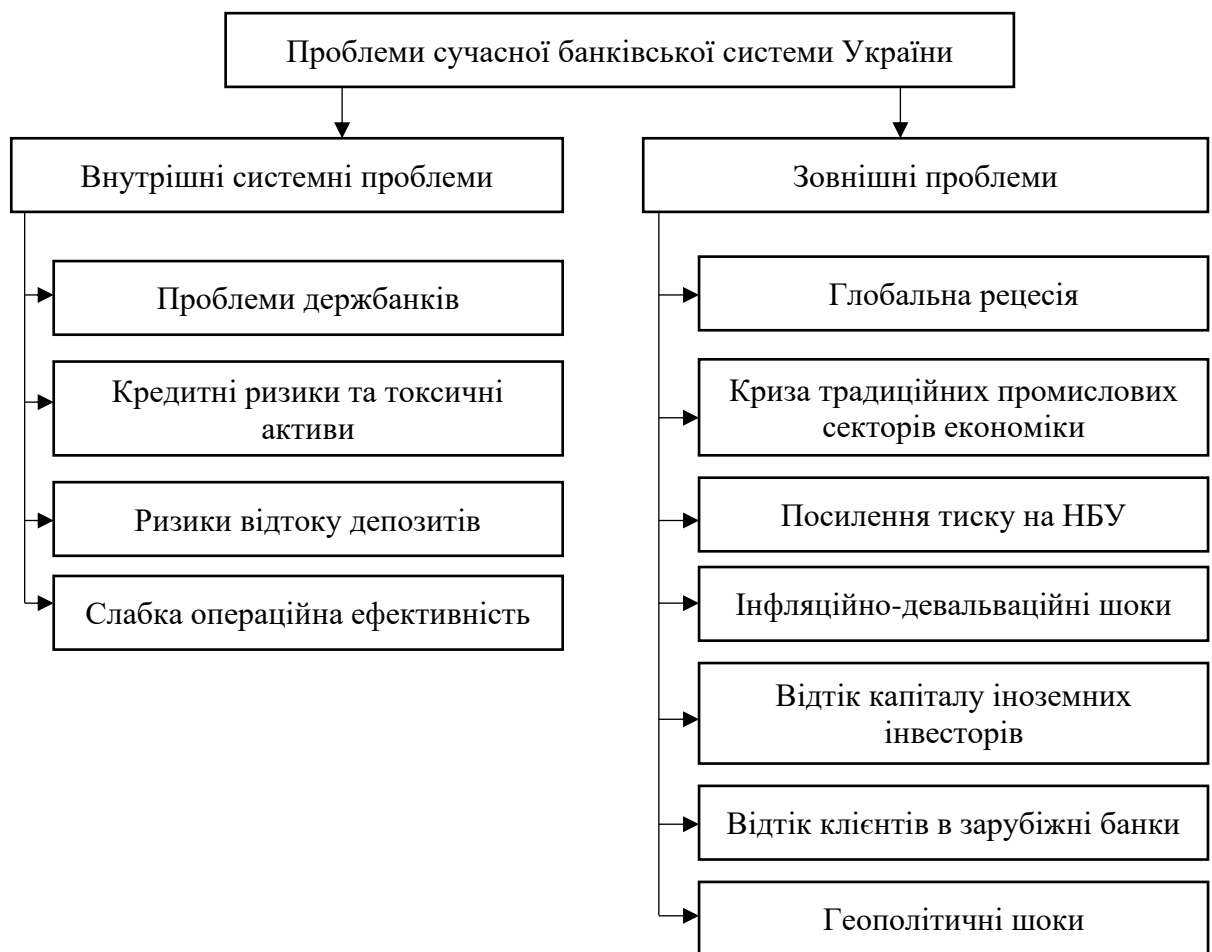 Проблеми сучасної банківської системи України
Внутрішні системні проблеми
Проблеми держбанків
Кредитні ризики та токсичні
активи
Ризики відтоку депозитів
Слабка операційна ефективність
Зовнішні проблеми
Глобальна рецесія
Криза традиційних промислових
секторів економіки
Посилення тиску на НБУ
Інфляційно-девальваційні шоки
Відтік капіталу іноземних
інвесторів
Відтік клієнтів в зарубіжні банки
Геополітичні шоки